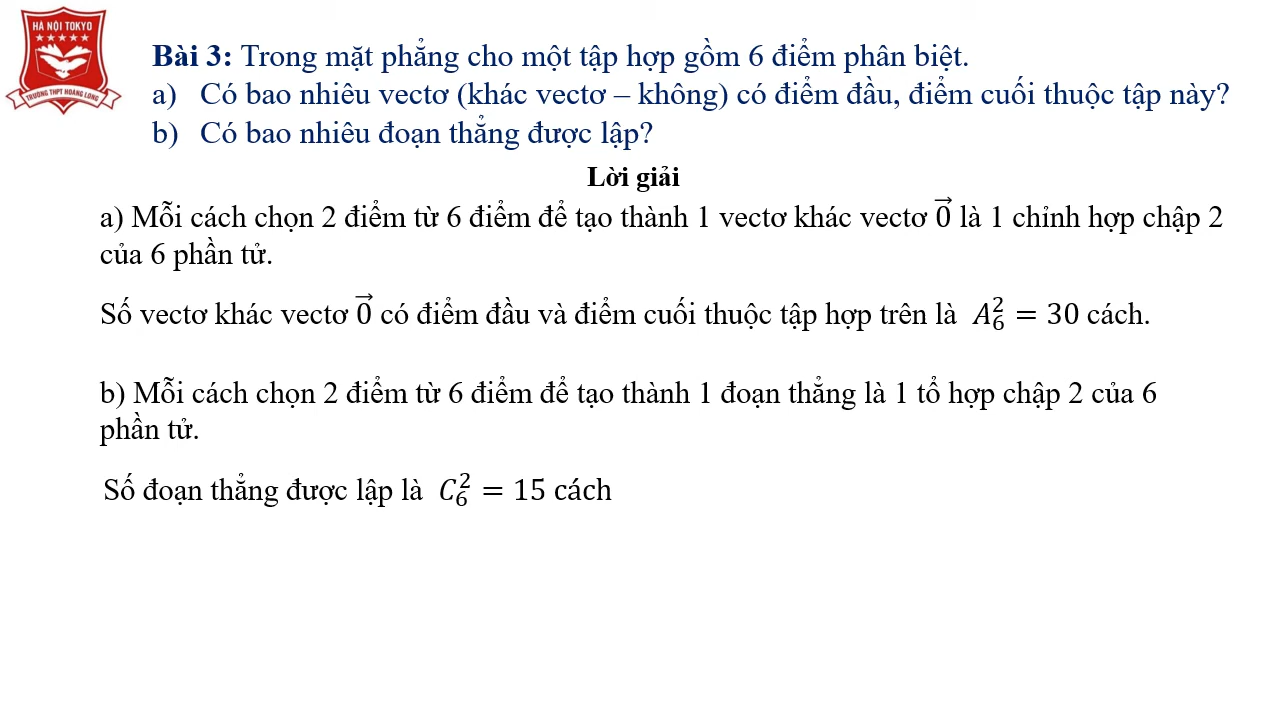 HÀ NỘI TOKYO
TRƯỜNG THPT HOÀNG LONG
Bài 3: Trong mặt phẳng cho một tập hợp gồm 6 điểm phân biệt.
a) Có bao nhiêu vectơ (khác vectơ – không) có điểm đầu, điểm cuối thuộc tập này?
b) Có bao nhiêu đoạn thẳng được lập?
Lời giải
a) Mỗi cách chọn 2 điểm từ 6 điểm để tạo thành 1 vectơ khác vectơ $\vec{0}$ là 1 chỉnh hợp chập 2
của 6 phần tử.
Số vectơ khác vectơ $\vec{0}$ có điểm đầu và điểm cuối thuộc tập hợp trên là $A_6^2 = 30$ cách.
b) Mỗi cách chọn 2 điểm từ 6 điểm để tạo thành 1 đoạn thẳng là 1 tổ hợp chập 2 của 6
phần tử.
Số đoạn thẳng được lập là $C_6^2 = 15$ cách